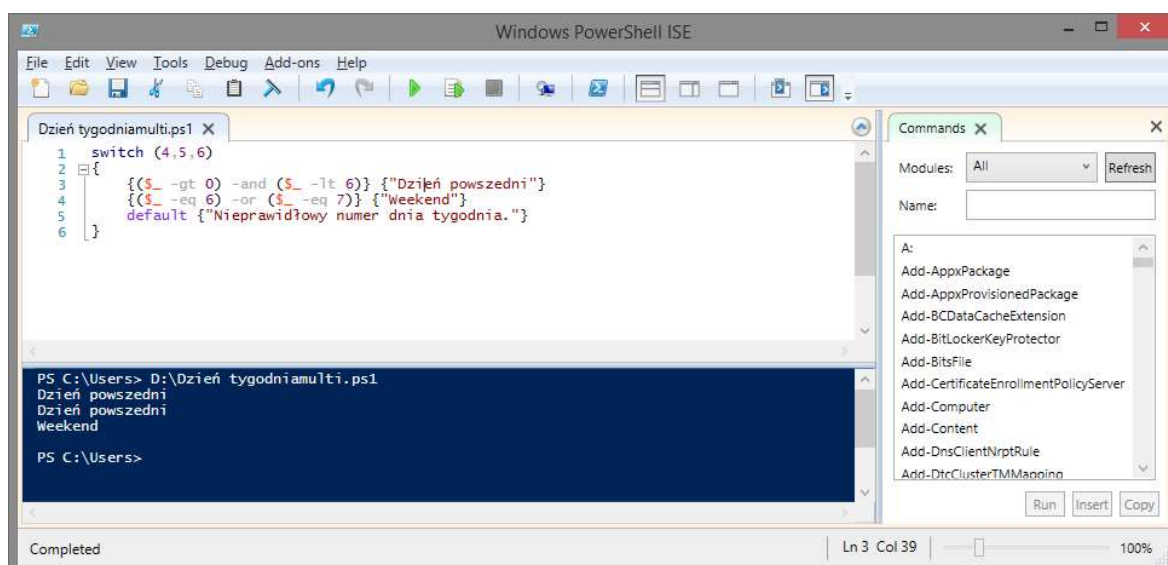 Windows PowerShell ISE
File Edit View Tools Debug Add-ons Help
Dzień tygodniamulti.ps1 X
1 switch (4,5,6)
2 {
3 {($_ -gt 0) -and ($_ -lt 6)} {"Dzień powszedni"}
4 {($_ -eq 6) -or ($_ -eq 7)} {"Weekend"}
5 default {"Nieprawidłowy numer dnia tygodnia."}
6 }
PS C:\Users> D:\Dzień tygodniamulti.ps1
Dzień powszedni
Dzień powszedni
Weekend
PS C:\Users>
Commands X
Modules: All Refresh
Name:
A:
Add-AppxPackage
Add-AppxProvisionedPackage
Add-BCDataCacheExtension
Add-BitLockerKeyProtector
Add-BitsFile
Add-CertificateEnrollmentPolicyServer
Add-Computer
Add-Content
Add-DnsClientNrptRule
Add-DtcClusterTMMapping
Run Insert Copy
Completed
Ln 3 Col 39
100%